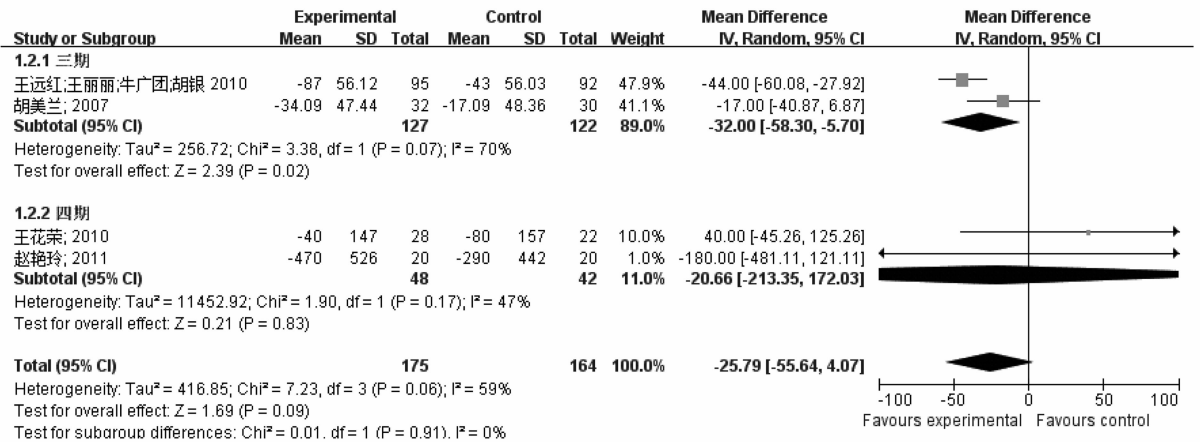 Experimental Control Mean Difference Mean Difference
Study or Subgroup Mean SD Total Mean SD Total Weight IV, Random, 95% CI IV, Random, 95% CI
1.2.1 三期
王远红;王丽丽;牛广团;胡银 2010 -87 56.12 95 -43 56.03 92 47.9% -44.00 [-60.08, -27.92]
胡美兰; 2007 -34.09 47.44 32 -17.09 48.36 30 41.1% -17.00 [-40.87, 6.87]
Subtotal (95% CI) 127 122 89.0% -32.00 [-58.30, -5.70]
Heterogeneity: Tau² = 256.72; Chi² = 3.38, df = 1 (P = 0.07); I² = 70%
Test for overall effect: Z = 2.39 (P = 0.02)
1.2.2 四期
王花荣; 2010 -40 147 28 -80 157 22 10.0% 40.00 [-45.26, 125.26]
赵艳玲; 2011 -470 526 20 -290 442 20 1.0% -180.00 [-481.11, 121.11]
Subtotal (95% CI) 48 42 11.0% -20.66 [-213.35, 172.03]
Heterogeneity: Tau² = 11452.92; Chi² = 1.90, df = 1 (P = 0.17); I² = 47%
Test for overall effect: Z = 0.21 (P = 0.83)
Total (95% CI) 175 164 100.0% -25.79 [-55.64, 4.07]
Heterogeneity: Tau² = 416.85; Chi² = 7.23, df = 3 (P = 0.06); I² = 59%
Test for overall effect: Z = 1.69 (P = 0.09)
Test for subgroup differences: Chi² = 0.01, df = 1 (P = 0.91), I² = 0%
-100 -50 0 50 100
Favours experimental Favours control